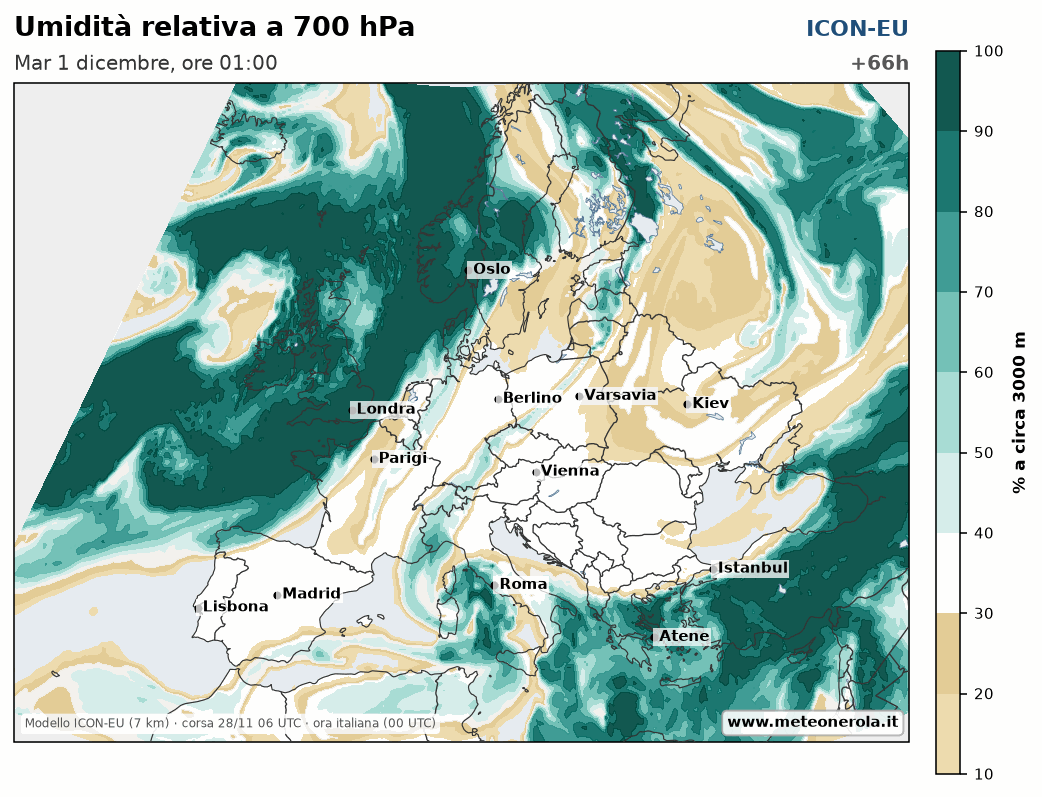 Umidità relativa a 700 hPa
ICON-EU
Mar 1 dicembre, ore 01:00
+66h
100
90
80
70
60
50
40
30
20
10
% a circa 3000 m
Oslo
Berlino
Varsavia
Kiev
Londra
Parigi
Vienna
Istanbul
Roma
Madrid
Lisbona
Atene
Modello ICON-EU (7 km) · corsa 28/11 06 UTC · ora italiana (00 UTC)
www.meteonerola.it